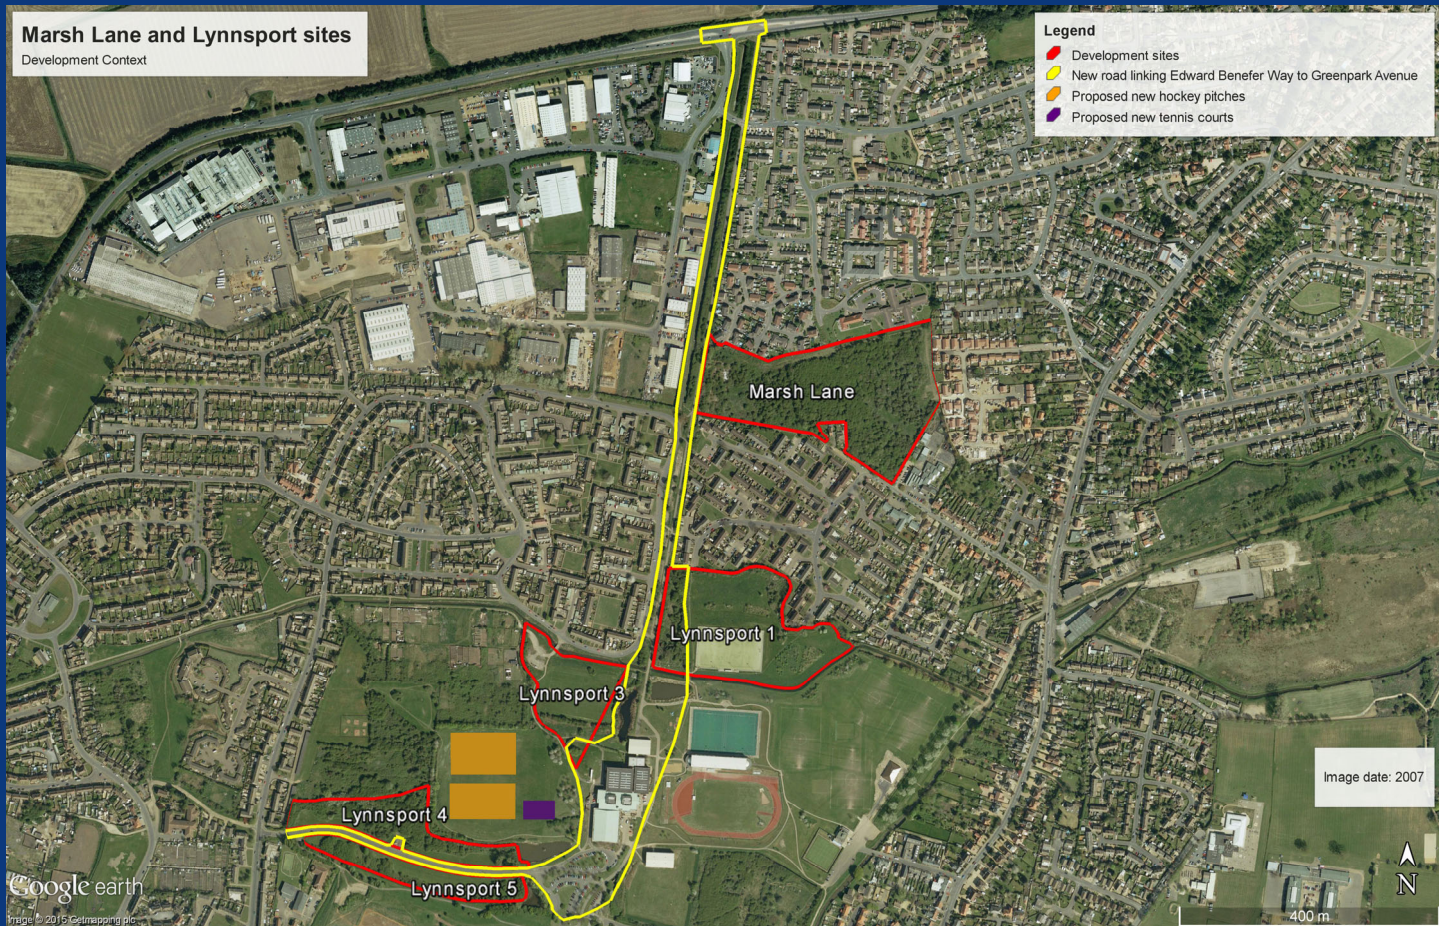 Marsh Lane and Lynnsport sites
Development Context
Legend
Development sites
New road linking Edward Benefer Way to Greenpark Avenue
Proposed new hockey pitches
Proposed new tennis courts
Marsh Lane
Lynnsport 1
Lynnsport 3
Lynnsport 4
Lynnsport 5
Image date: 2007
N
400 m
Google earth
Image © 2015 Getmapping plc